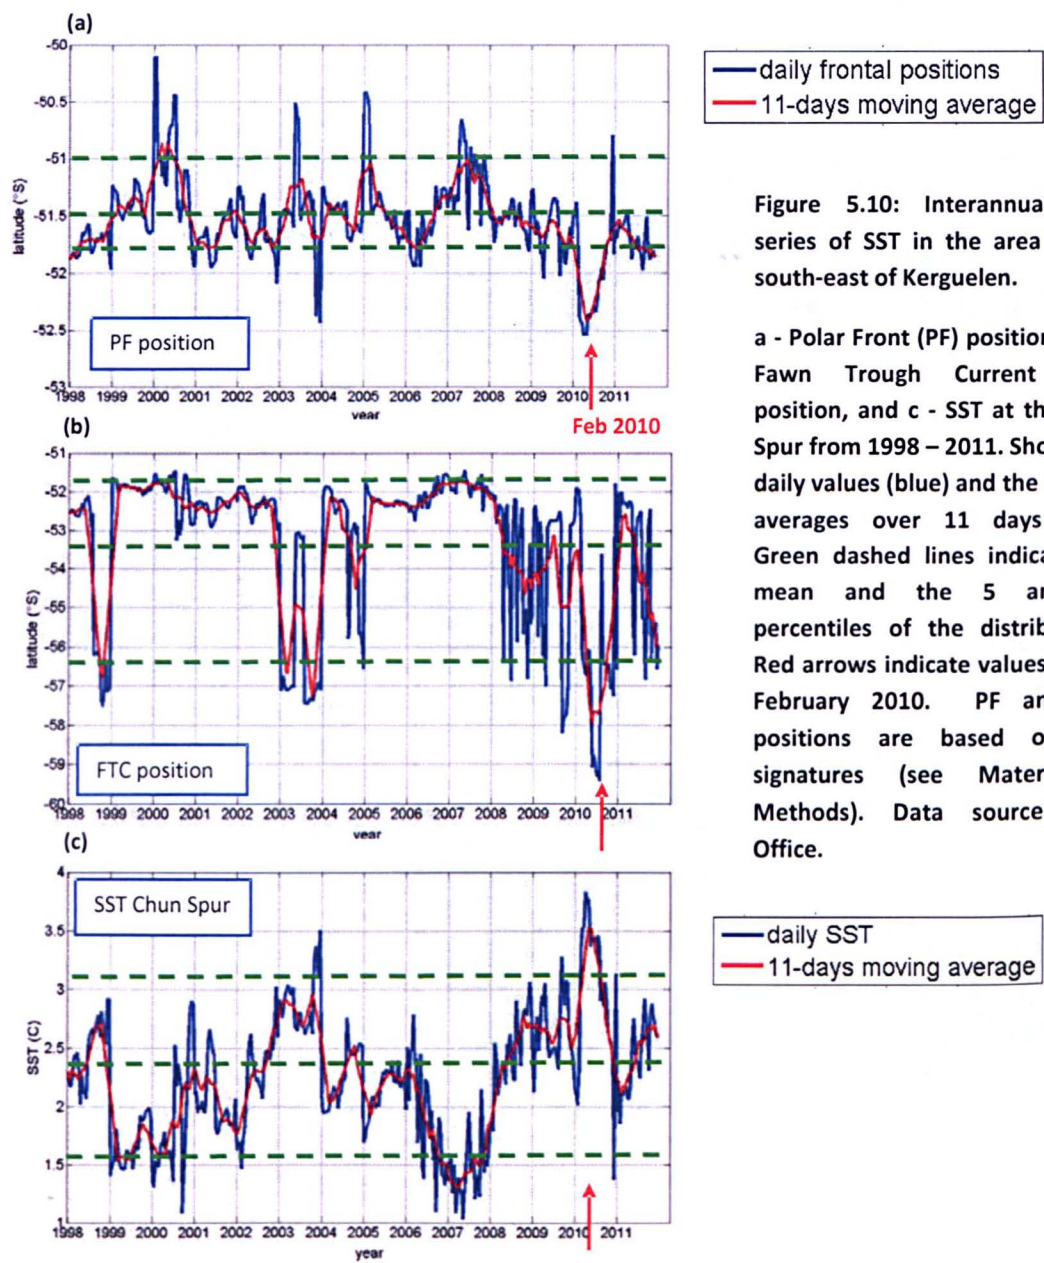 (a)
-50
-50.5
-51
-51.5
-52
-52.5
-53
latitude (°S)
PF position
1998 1999 2000 2001 2002 2003 2004 2005 2006 2007 2008 2009 2010 2011
year
Feb 2010
daily frontal positions
11-days moving average
(b)
-51
-52
-53
-54
-55
-56
-57
-58
-59
-60
latitude (°S)
FTC position
1998 1999 2000 2001 2002 2003 2004 2005 2006 2007 2008 2009 2010 2011
year
(c)
4
3.5
3
2.5
2
1.5
1
SST (C)
SST Chun Spur
1998 1999 2000 2001 2002 2003 2004 2005 2006 2007 2008 2009 2010 2011
year
Figure 5.10: Interannua
series of SST in the area
south-east of Kerguelen.
a - Polar Front (PF) position
Fawn Trough Current
position, and c - SST at th
Spur from 1998 – 2011. Sho
daily values (blue) and the
averages over 11 days
Green dashed lines indica
mean and the 5 an
percentiles of the distrib
Red arrows indicate values
February 2010. PF an
positions are based o
signatures (see Mater
Methods). Data source
Office.
daily SST
11-days moving average